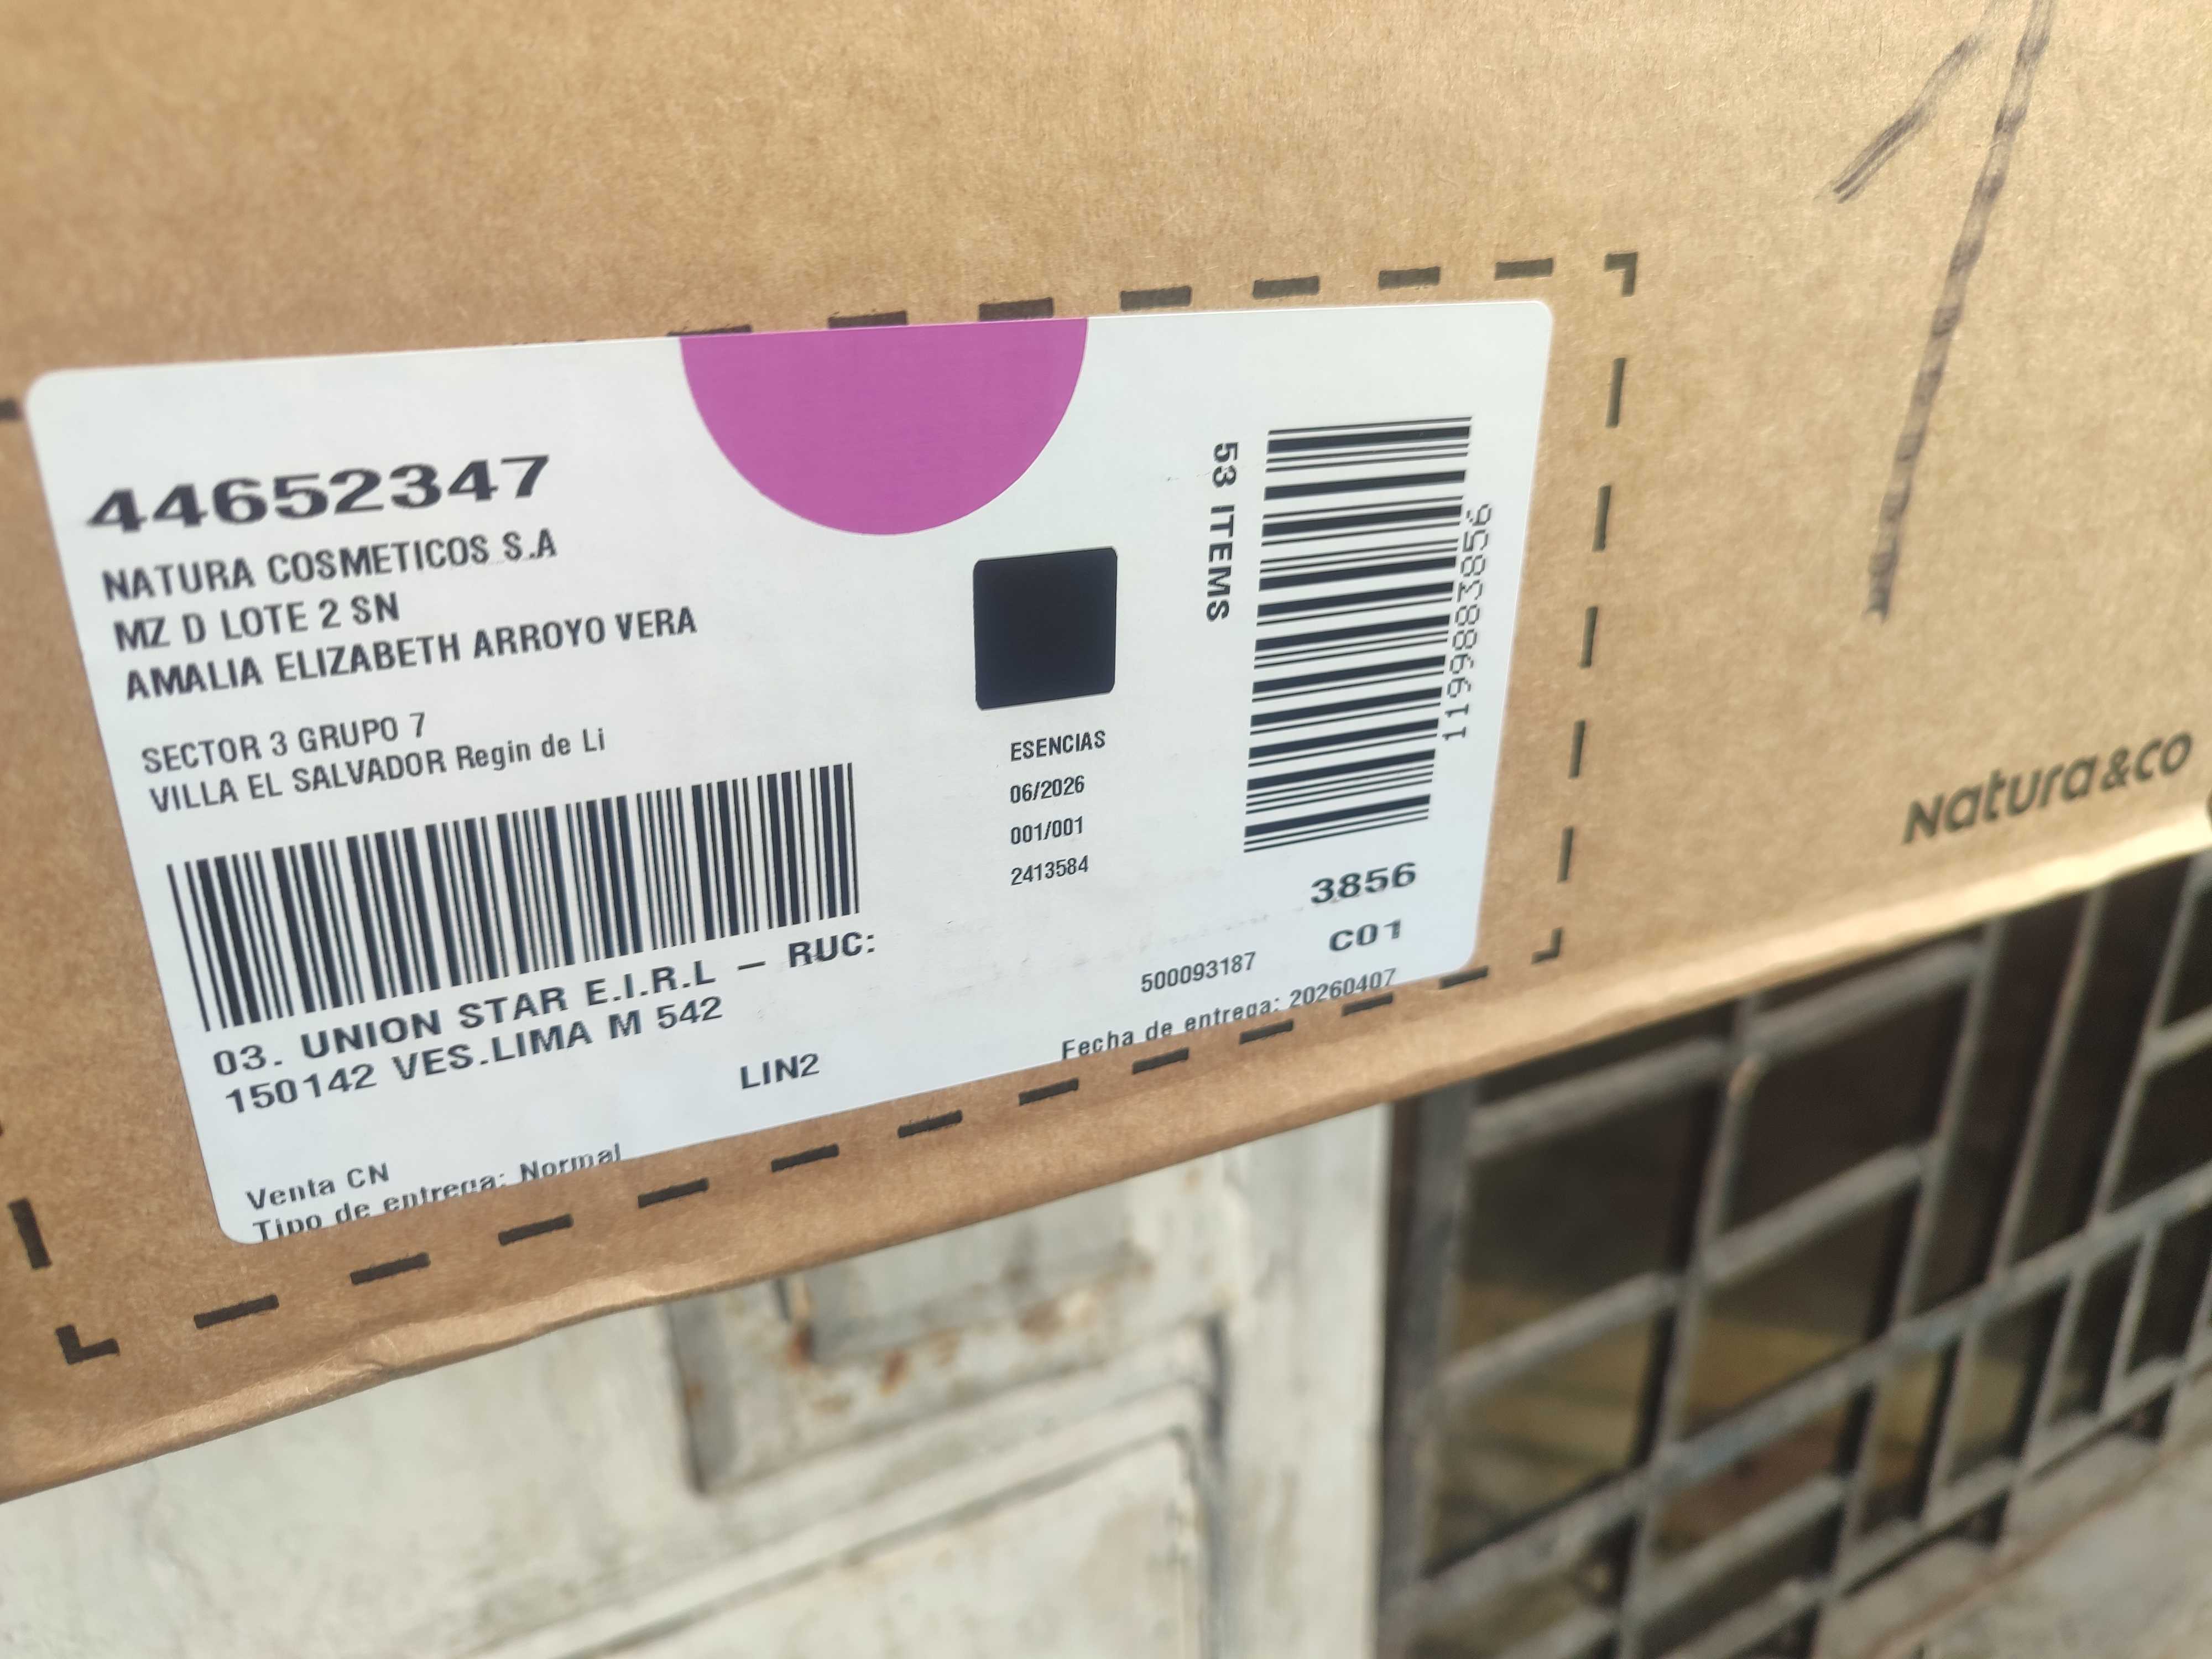 44652347
NATURA COSMETICOS S.A
MZ D LOTE 2 SN
AMALIA ELIZABETH ARROYO VERA
SECTOR 3 GRUPO 7
VILLA EL SALVADOR Regin de Li
03. UNION STAR E.I.R.L – RUC:
150142 VES.LIMA M 542
LIN2
Venta CN
Tipo de entrega: Normal
ESENCIAS
06/2026
001/001
2413584
53 ITEMS
119988383856
3856
C01
500093187
Fecha de entrega: 20260407
1
Natura&co